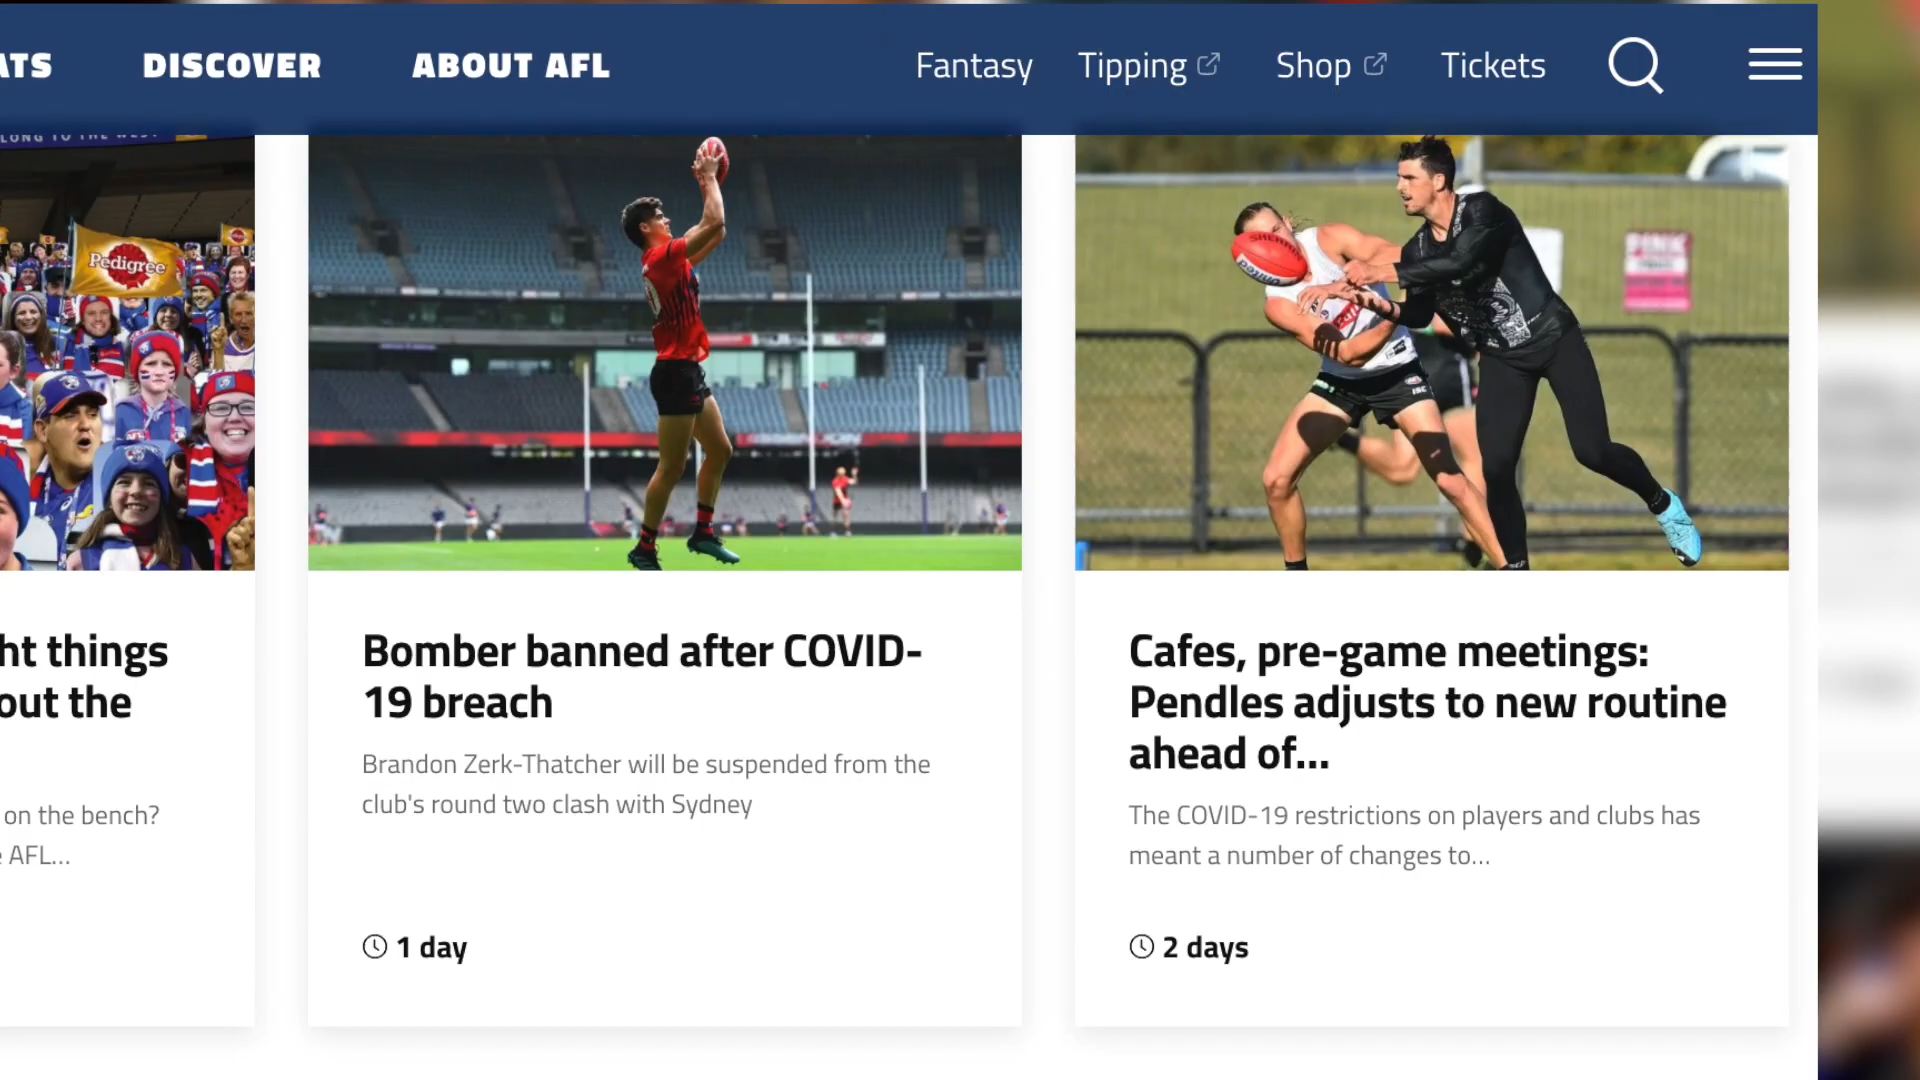 ATS
DISCOVER
ABOUT AFL
Fantasy
Tipping
Shop
Tickets
Pedigree
SHERRIN
ht things
out the
on the bench?
AFL...
Bomber banned after COVID-
19 breach
Brandon Zerk-Thatcher will be suspended from the
club's round two clash with Sydney
1 day
Cafes, pre-game meetings:
Pendles adjusts to new routine
ahead of...
The COVID-19 restrictions on players and clubs has
meant a number of changes to...
2 days